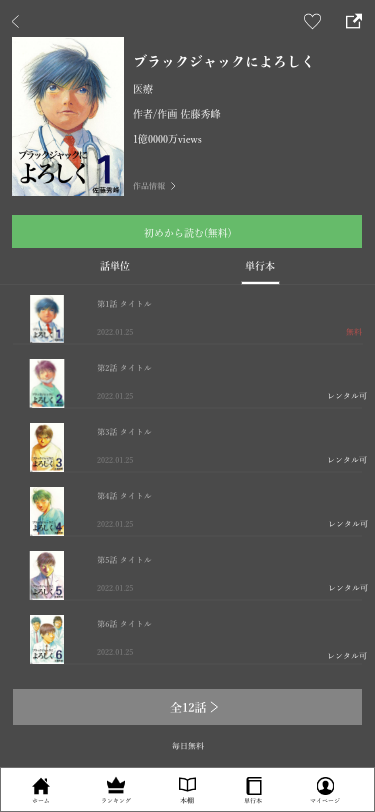 ブラックジャックによろしく
医療
作者/作画 佐藤秀峰
1億0000万views
作品情報
ブラックジャックに
よろしく 1
佐藤秀峰
初めから読む(無料)
話単位 単行本
第1話 タイトル
2022.01.25 無料
第2話 タイトル
2022.01.25 レンタル可
第3話 タイトル
2022.01.25 レンタル可
第4話 タイトル
2022.01.25 レンタル可
第5話 タイトル
2022.01.25 レンタル可
第6話 タイトル
2022.01.25 レンタル可
全12話
毎日無料
ホーム ランキング 本棚 単行本 マイページ